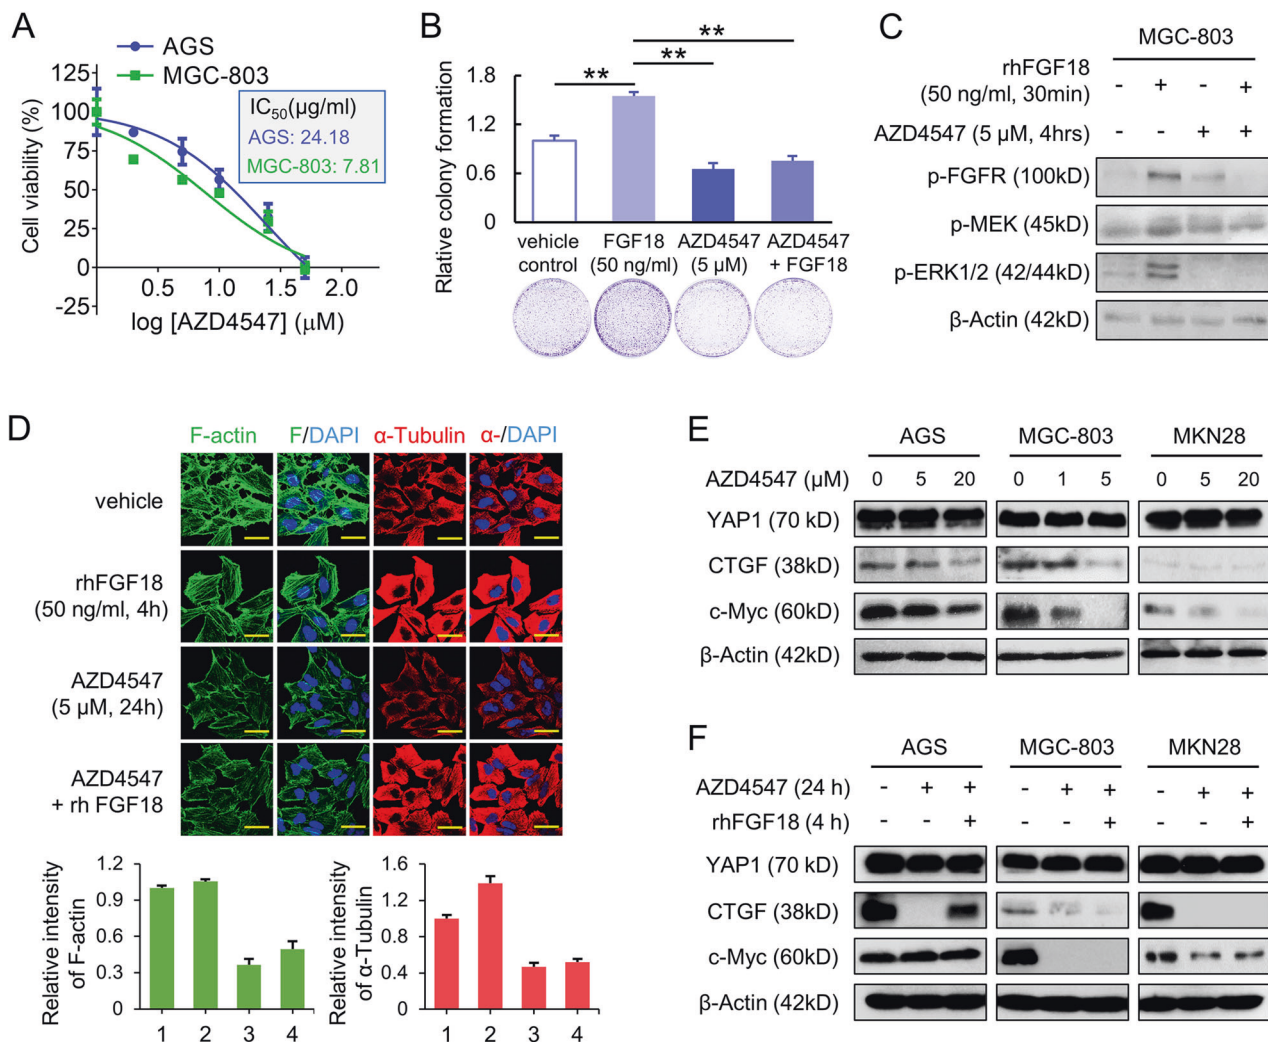 A
AGS
MGC-803
Cell viability (%)
125
100
75
50
25
0
-25
IC50(µg/ml)
AGS: 24.18
MGC-803: 7.81
0.5 1.0 1.5 2.0
log [AZD4547] (µM)
B
Rlative colony formation
1.8
1.2
0.6
0
**
**
**
vehicle control
FGF18 (50 ng/ml)
AZD4547 (5 µM)
AZD4547 + FGF18
C
MGC-803
rhFGF18
(50 ng/ml, 30min) - + - +
AZD4547 (5 µM, 4hrs) - - + +
p-FGFR (100kD)
p-MEK (45kD)
p-ERK1/2 (42/44kD)
β-Actin (42kD)
D
F-actin F/DAPI α-Tubulin α-/DAPI
vehicle
rhFGF18
(50 ng/ml, 4h)
AZD4547
(5 µM, 24h)
AZD4547
+ rh FGF18
Relative intensity
of F-actin
1.2
0.9
0.6
0.3
0
1 2 3 4
Relative intensity
of α-Tubulin
1.6
1.2
0.8
0.4
0
1 2 3 4
E
AGS MGC-803 MKN28
AZD4547 (µM) 0 5 20 0 1 5 0 5 20
YAP1 (70 kD)
CTGF (38kD)
c-Myc (60kD)
β-Actin (42kD)
F
AGS MGC-803 MKN28
AZD4547 (24 h) - + + - + + - + +
rhFGF18 (4 h) - - + - - + - - +
YAP1 (70 kD)
CTGF (38kD)
c-Myc (60kD)
β-Actin (42kD)